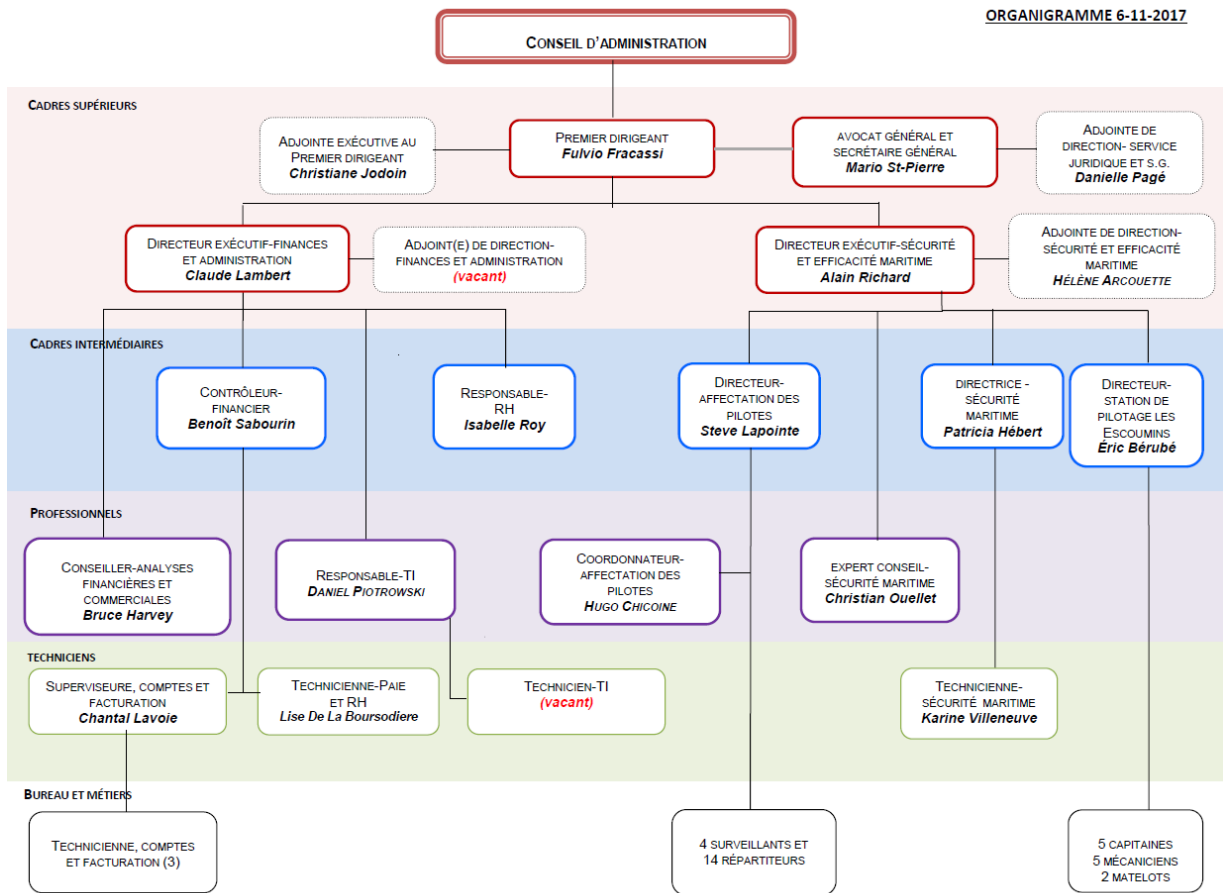 ORGANIGRAMME 6-11-2017
CONSEIL D'ADMINISTRATION
CADRES SUPÉRIEURS
ADJOINTE EXÉCUTIVE AU
PREMIER DIRIGEANT
Christiane Jodoin
PREMIER DIRIGEANT
Fulvio Fracassi
AVOCAT GÉNÉRAL ET
SECRÉTAIRE GÉNÉRAL
Mario St-Pierre
ADJOINTE DE
DIRECTION- SERVICE
JURIDIQUE ET S.G.
Danielle Pagé
DIRECTEUR EXÉCUTIF-FINANCES
ET ADMINISTRATION
Claude Lambert
ADJOINT(E) DE DIRECTION-
FINANCES ET ADMINISTRATION
(vacant)
DIRECTEUR EXÉCUTIF-SÉCURITÉ
ET EFFICACITÉ MARITIME
Alain Richard
ADJOINTE DE DIRECTION-
SÉCURITÉ ET EFFICACITÉ
MARITIME
HÉLÈNE ARCOUETTE
CADRES INTERMÉDIAIRES
CONTRÔLEUR-
FINANCIER
Benoît Sabourin
RESPONSABLE-
RH
Isabelle Roy
DIRECTEUR-
AFFECTATION DES
PILOTES
Steve Lapointe
DIRECTRICE -
SÉCURITÉ
MARITIME
Patricia Hébert
DIRECTEUR-
STATION DE
PILOTAGE LES
ESCOUMINS
Éric Bérubé
PROFESSIONNELS
CONSEILLER-ANALYSES
FINANCIÈRES ET
COMMERCIALES
Bruce Harvey
RESPONSABLE-TI
DANIEL PIOTROWSKI
COORDONNATEUR-
AFFECTATION DES
PILOTES
HUGO CHICOINE
EXPERT CONSEIL-
SÉCURITÉ MARITIME
Christian Ouellet
TECHNICIENS
SUPERVISEURE, COMPTES ET
FACTURATION
Chantal Lavoie
TECHNICIENNE-PAIE
ET RH
Lise De La Boursodiere
TECHNICIEN-TI
(vacant)
TECHNICIENNE-
SÉCURITÉ MARITIME
Karine Villeneuve
BUREAU ET MÉTIERS
TECHNICIENNE, COMPTES
ET FACTURATION (3)
4 SURVEILLANTS ET
14 RÉPARTITEURS
5 CAPITAINES
5 MÉCANICIENS
2 MATELOTS